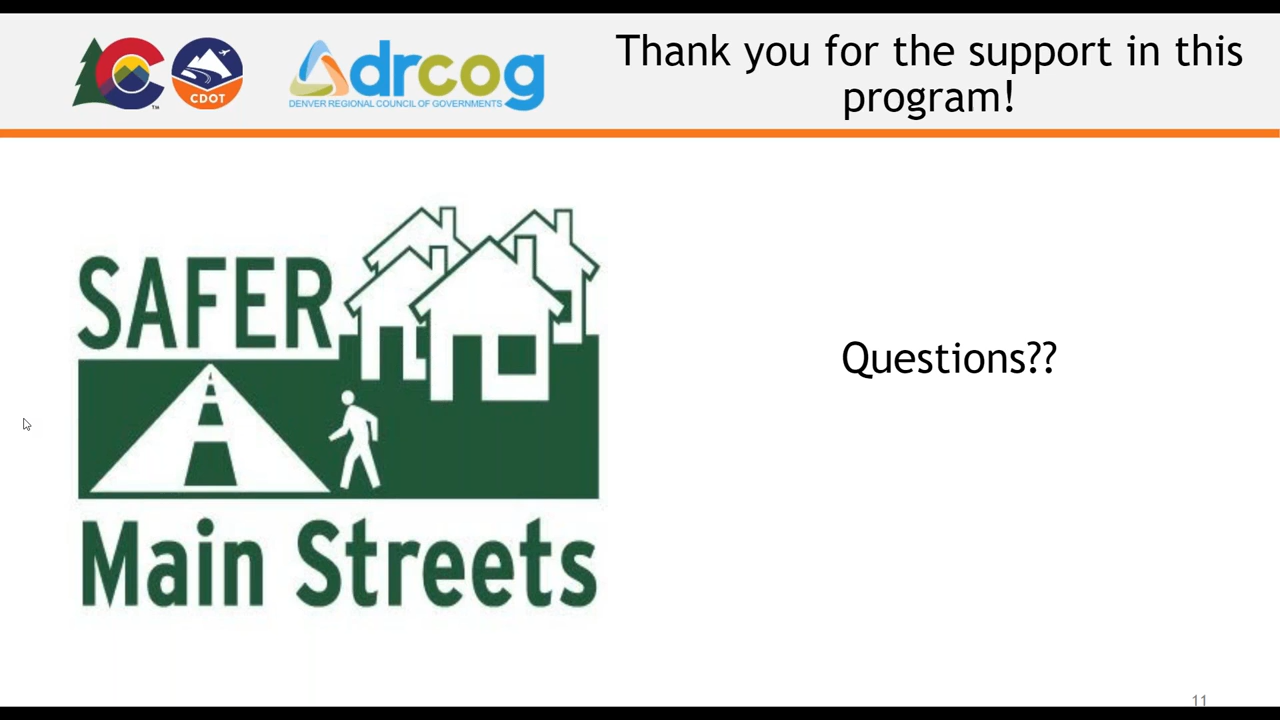 CDOT
drcog
DENVER REGIONAL COUNCIL OF GOVERNMENTS
Thank you for the support in this
program!
SAFER
Main Streets
Questions??
11